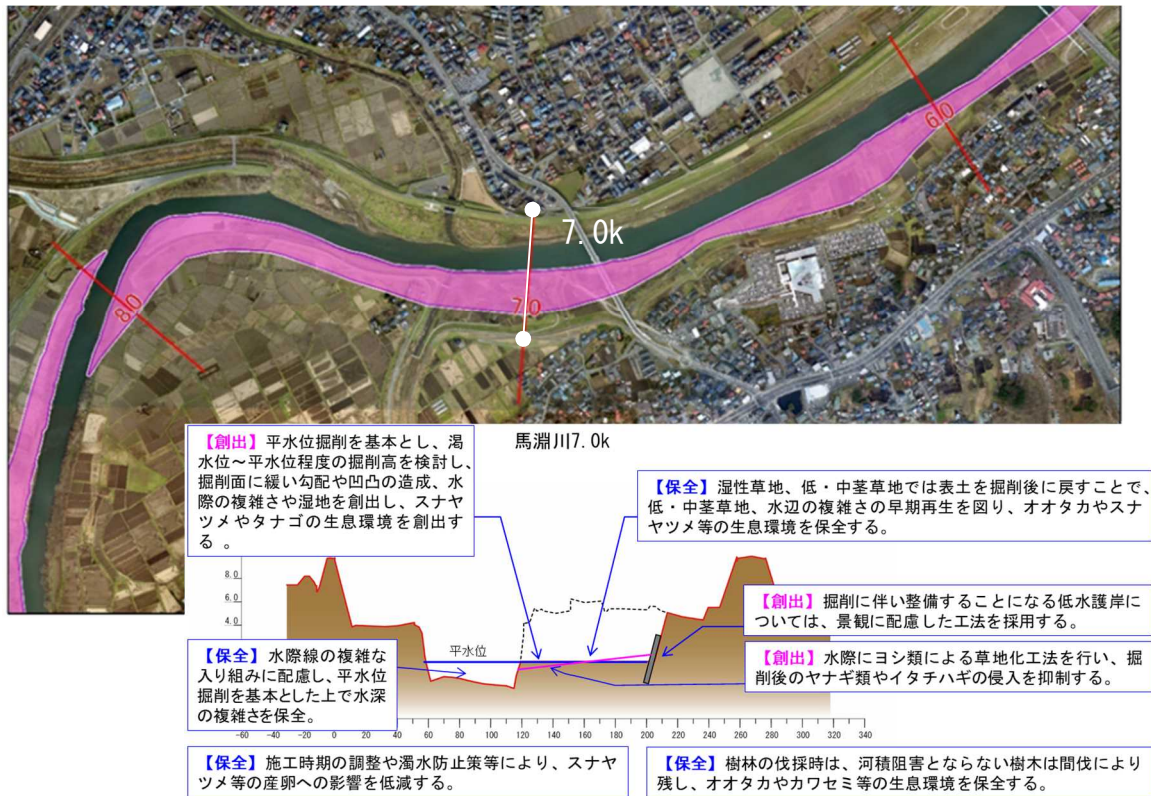 6.0
7.0k
7.0
8.0
馬淵川7.0k
【創出】平水位掘削を基本とし、渇
水位～平水位程度の掘削高を検討し、
掘削面に緩い勾配や凹凸の造成、水
際の複雑さや湿地を創出し、スナヤ
ツメやタナゴの生息環境を創出す
る 。
【保全】湿性草地、低・中茎草地では表土を掘削後に戻すことで、
低・中茎草地、水辺の複雑さの早期再生を図り、オオタカやスナ
ヤツメ等の生息環境を保全する。
8.0
6.0
4.0
【創出】掘削に伴い整備することになる低水護岸に
ついては、景観に配慮した工法を採用する。
平水位
【保全】水際線の複雑な
入り組みに配慮し、平水位
掘削を基本とした上で水深
の複雑さを保全。
【創出】水際にヨシ類による草地化工法を行い、掘
削後のヤナギ類やイタチハギの侵入を抑制する。
-60 -40 -20 0 20 40 60 80 100 120 140 160 180 200 220 240 260 280 300 320 340
【保全】施工時期の調整や濁水防止策等により、スナヤ
ツメ等の産卵への影響を低減する。
【保全】樹林の伐採時は、河積阻害とならない樹木は間伐により
残し、オオタカやカワセミ等の生息環境を保全する。